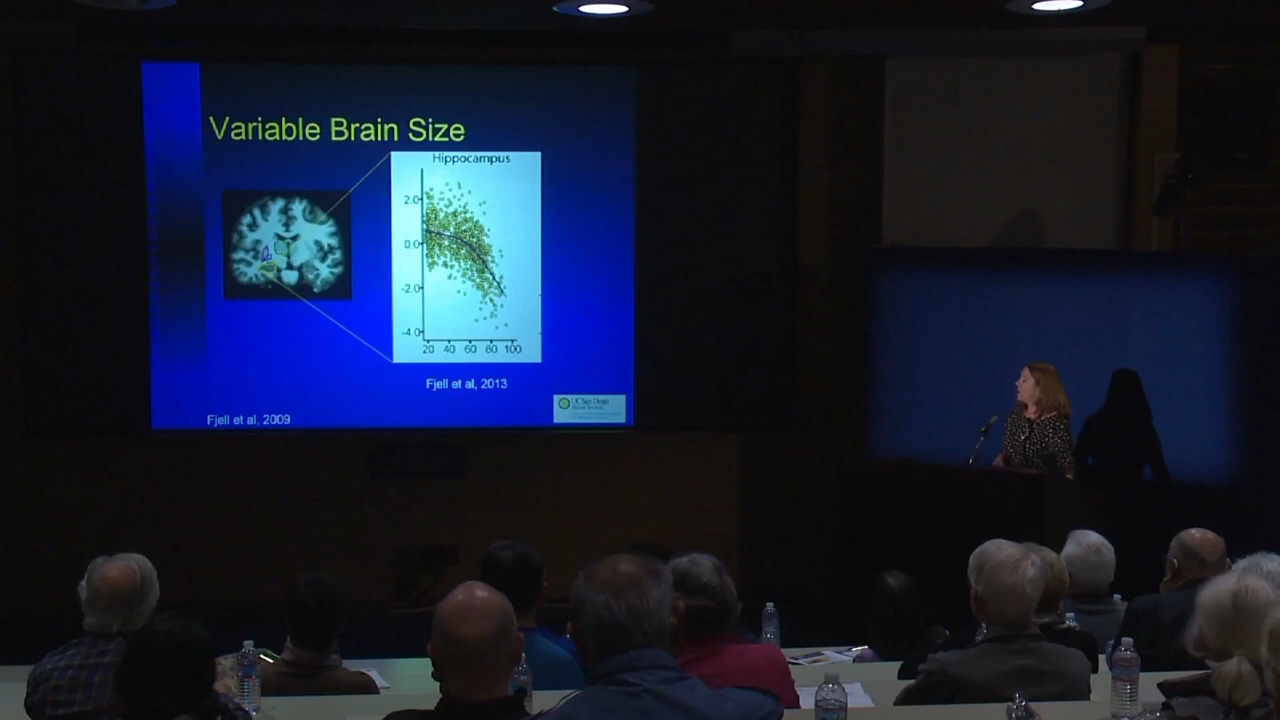 Variable Brain Size
Hippocampus
2.0
0.0
-2.0
-4.0
20 40 60 80 100
Fjell et al, 2013
UC San Diego
Fjell et al, 2009